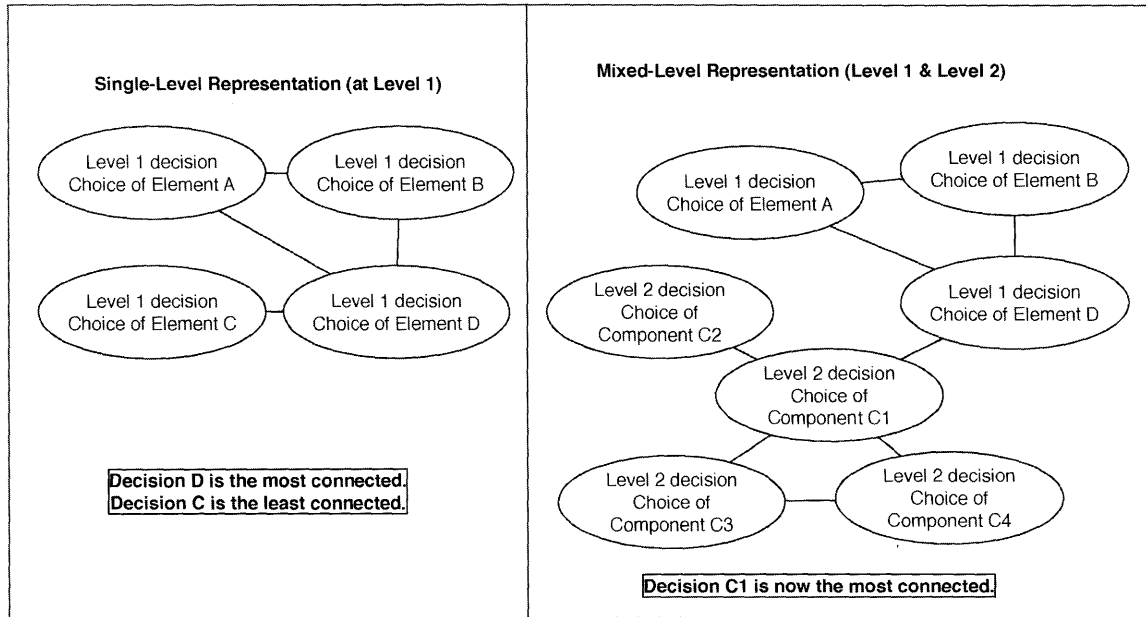 Single-Level Representation (at Level 1)
Level 1 decision
Choice of Element A
Level 1 decision
Choice of Element B
Level 1 decision
Choice of Element C
Level 1 decision
Choice of Element D
Decision D is the most connected.
Decision C is the least connected.
Mixed-Level Representation (Level 1 & Level 2)
Level 1 decision
Choice of Element A
Level 1 decision
Choice of Element B
Level 2 decision
Choice of
Component C2
Level 1 decision
Choice of Element D
Level 2 decision
Choice of
Component C1
Level 2 decision
Choice of
Component C3
Level 2 decision
Choice of
Component C4
Decision C1 is now the most connected.